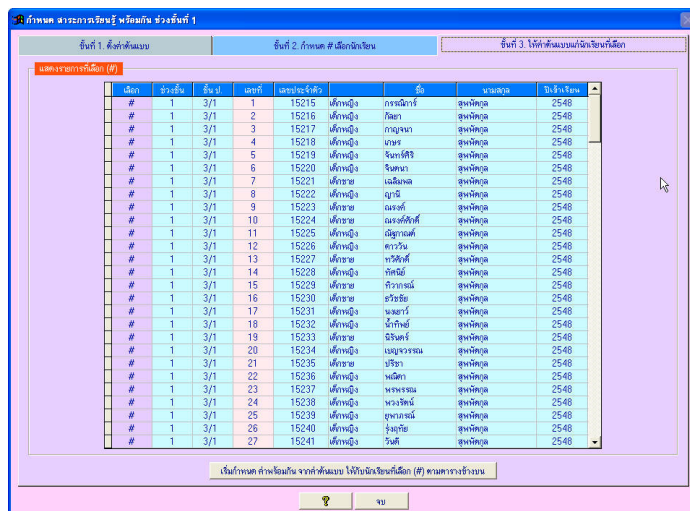 กำหนด สาระการเรียนรู้ พร้อมกัน ช่วงชั้นที่ 1
ขั้นที่ 1. ตั้งค่าต้นแบบ
ขั้นที่ 2. กำหนด # เลือกนักเรียน
ขั้นที่ 3. ให้ค่าต้นแบบแก่นักเรียนที่เลือก
แสดงรายการที่เลือก (#)
เลือก ช่วงชั้น ชั้น ป. เลขที่ เลขประจำตัว ชื่อ นามสกุล ปีเข้าเรียน
# 1 3/1 1 15215 เด็กหญิง กรรณิการ์ สุพพัตกุล 2548
# 1 3/1 2 15216 เด็กหญิง กัลยา สุพพัตกุล 2548
# 1 3/1 3 15217 เด็กหญิง กาญจนา สุพพัตกุล 2548
# 1 3/1 4 15218 เด็กหญิง เกษร สุพพัตกุล 2548
# 1 3/1 5 15219 เด็กหญิง จันทร์ศิริ สุพพัตกุล 2548
# 1 3/1 6 15220 เด็กหญิง จินตนา สุพพัตกุล 2548
# 1 3/1 7 15221 เด็กชาย เฉลิมพล สุพพัตกุล 2548
# 1 3/1 8 15222 เด็กหญิง ญานี สุพพัตกุล 2548
# 1 3/1 9 15223 เด็กชาย ณรงค์ สุพพัตกุล 2548
# 1 3/1 10 15224 เด็กชาย ณรงค์ศักดิ์ สุพพัตกุล 2548
# 1 3/1 11 15225 เด็กหญิง ณัฐกาณต์ สุพพัตกุล 2548
# 1 3/1 12 15226 เด็กหญิง ดาววัน สุพพัตกุล 2548
# 1 3/1 13 15227 เด็กชาย ทวีศักดิ์ สุพพัตกุล 2548
# 1 3/1 14 15228 เด็กหญิง ทัศนีย์ สุพพัตกุล 2548
# 1 3/1 15 15229 เด็กชาย ทิวากรณ์ สุพพัตกุล 2548
# 1 3/1 16 15230 เด็กชาย ธวัชชัย สุพพัตกุล 2548
# 1 3/1 17 15231 เด็กหญิง นงเยาว์ สุพพัตกุล 2548
# 1 3/1 18 15232 เด็กหญิง น้ำทิพย์ สุพพัตกุล 2548
# 1 3/1 19 15233 เด็กชาย นิรันดร์ สุพพัตกุล 2548
# 1 3/1 20 15234 เด็กหญิง เบญจวรรณ สุพพัตกุล 2548
# 1 3/1 21 15235 เด็กชาย ปรีชา สุพพัตกุล 2548
# 1 3/1 22 15236 เด็กหญิง พณิดา สุพพัตกุล 2548
# 1 3/1 23 15237 เด็กหญิง พรพรรณ สุพพัตกุล 2548
# 1 3/1 24 15238 เด็กหญิง พวงรัตน์ สุพพัตกุล 2548
# 1 3/1 25 15239 เด็กหญิง ยุพาภรณ์ สุพพัตกุล 2548
# 1 3/1 26 15240 เด็กหญิง รุ่งฤทัย สุพพัตกุล 2548
# 1 3/1 27 15241 เด็กหญิง วันดี สุพพัตกุล 2548
เริ่มกำหนด ค่าพร้อมกัน จากค่าต้นแบบ ให้กับนักเรียนที่เลือก (#) ตามตารางข้างบน
? จบ